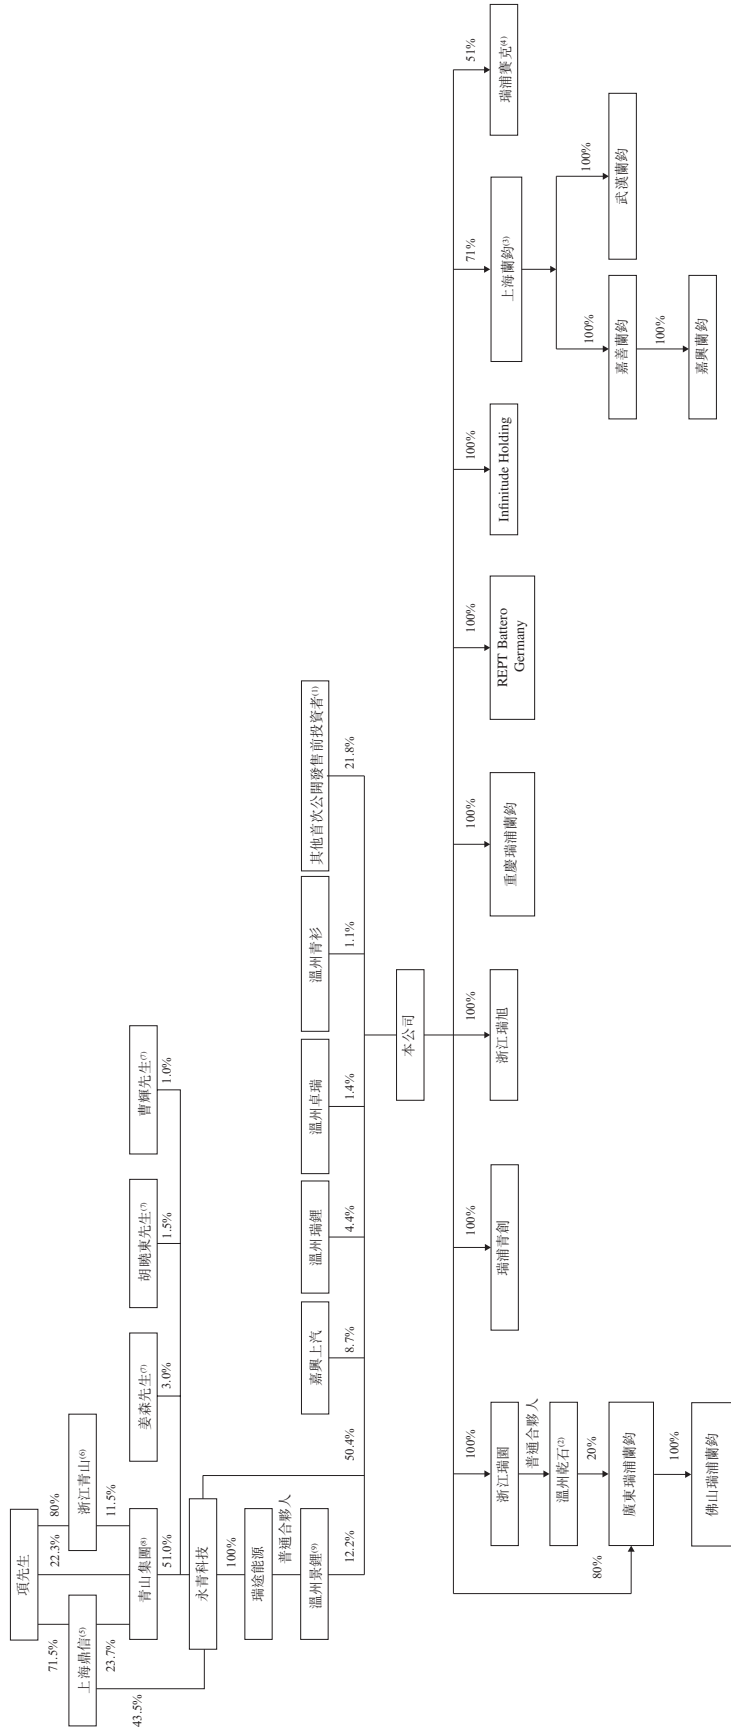 項先生
71.5%
22.3%
80%
上海鼎信(5)
浙江青山(6)
23.7%
11.5%
青山集團(8)
姜森先生(7)
胡曉東先生(7)
曹輝先生(7)
43.5%
51.0%
3.0%
1.5%
1.0%
永青科技
100%
瑞途能源
普通合夥人
溫州景鋰(9)
嘉興上汽
溫州瑞鋰
溫州卓瑞
溫州青衫
其他首次公開發售前投資者(1)
12.2%
50.4%
8.7%
4.4%
1.4%
1.1%
21.8%
本公司
80%
100%
100%
100%
100%
100%
100%
71%
51%
浙江瑞園
瑞浦青創
浙江瑞旭
重慶瑞浦蘭鈞
REPT Battero
Germany
Infinitude Holding
上海蘭鈞(3)
瑞浦賽克(4)
普通合夥人
溫州乾石(2)
20%
廣東瑞浦蘭鈞
100%
佛山瑞浦蘭鈞
100%
100%
嘉善蘭鈞
武漢蘭鈞
100%
嘉興蘭鈞